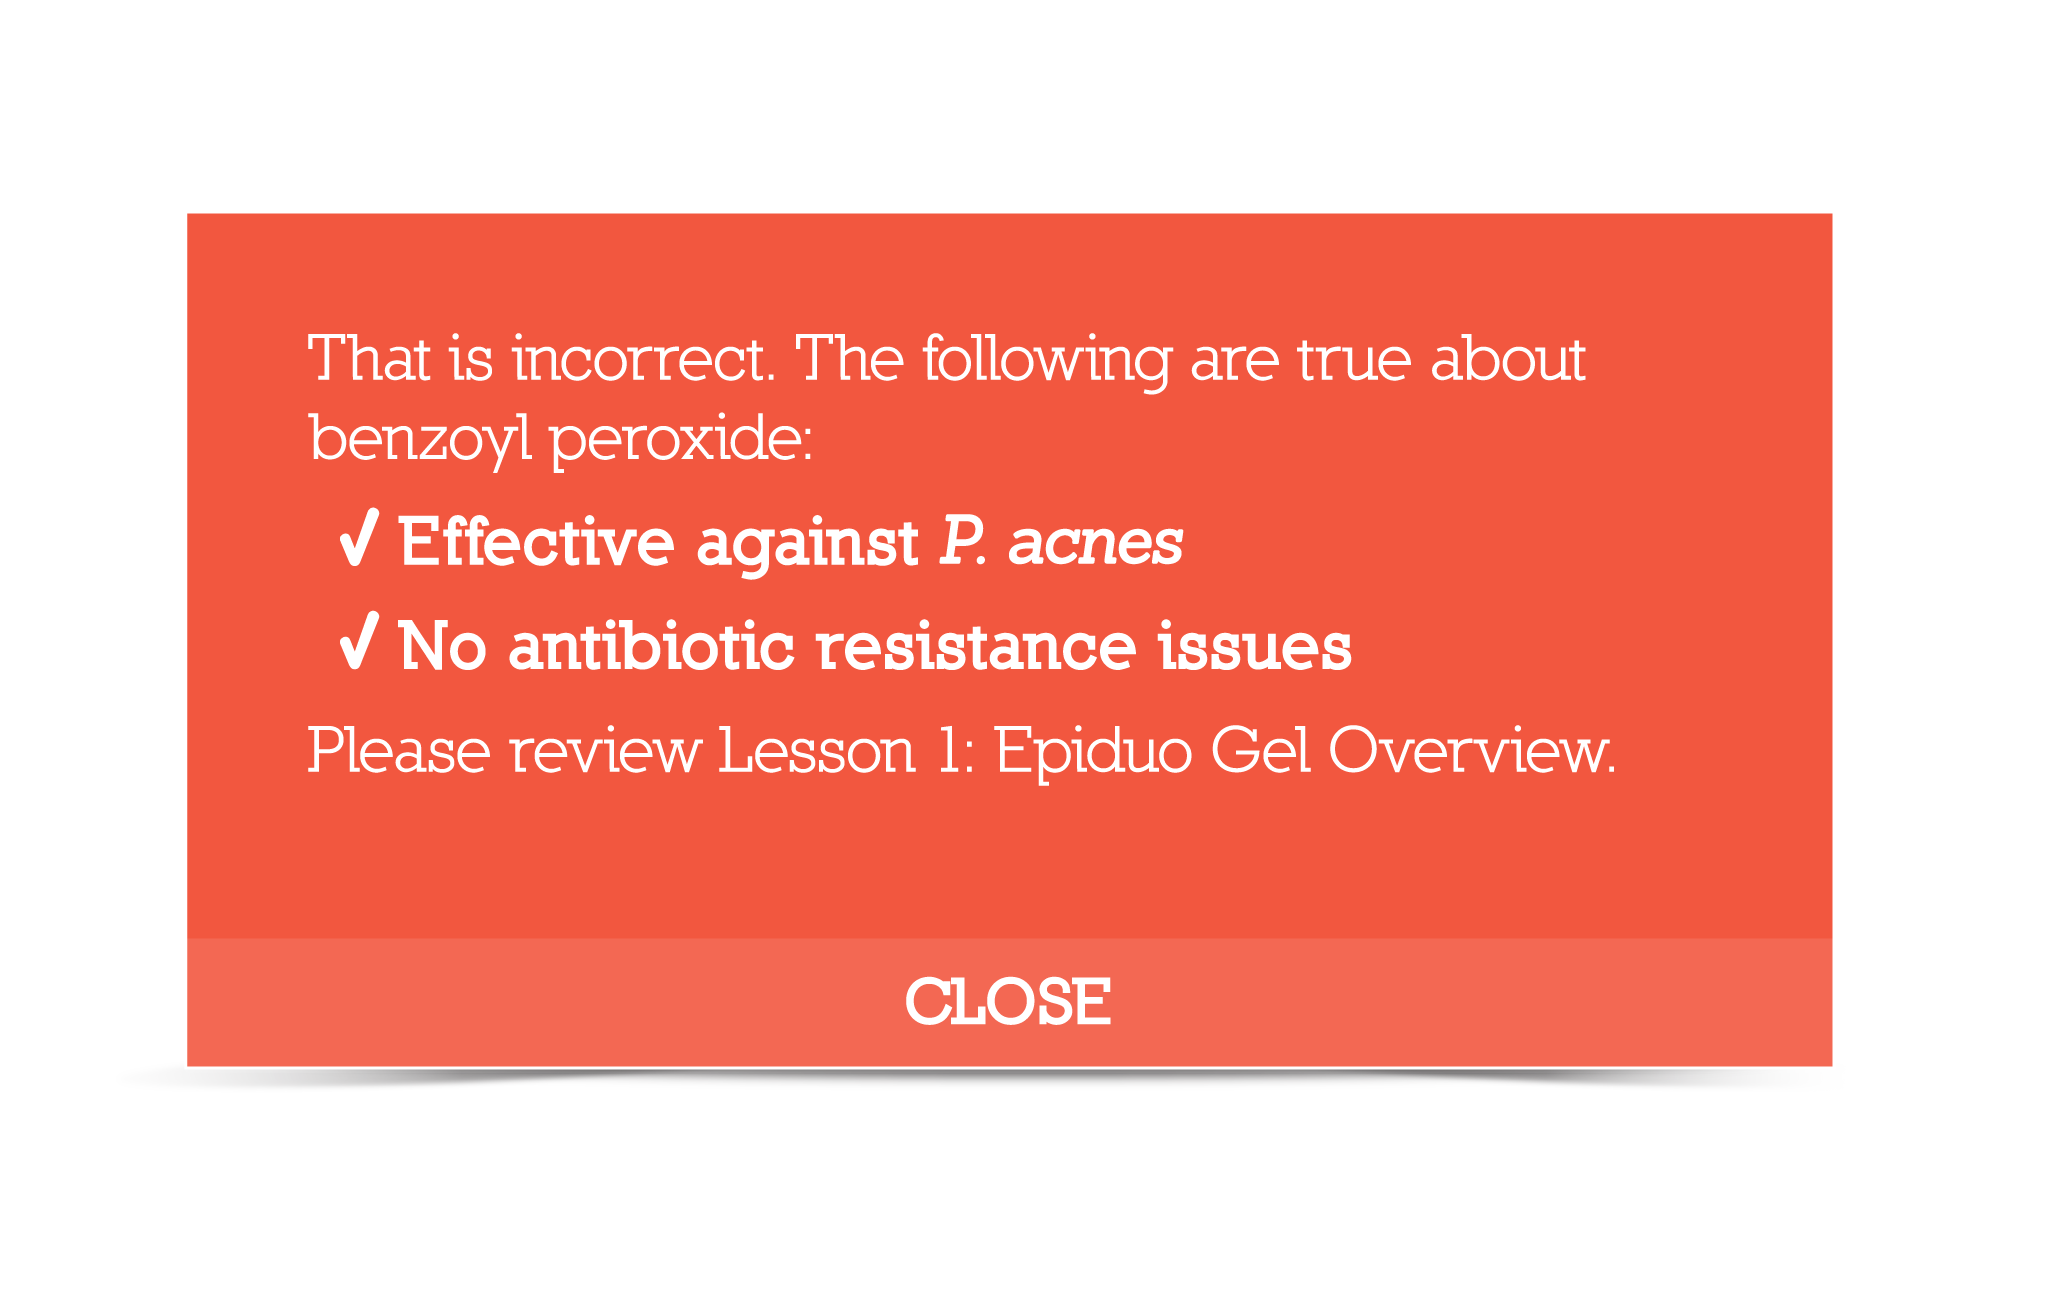 That is incorrect. The following are true about
benzoyl peroxide:
✓ Effective against P. acnes
✓ No antibiotic resistance issues
Please review Lesson 1: Epiduo Gel Overview.
CLOSE